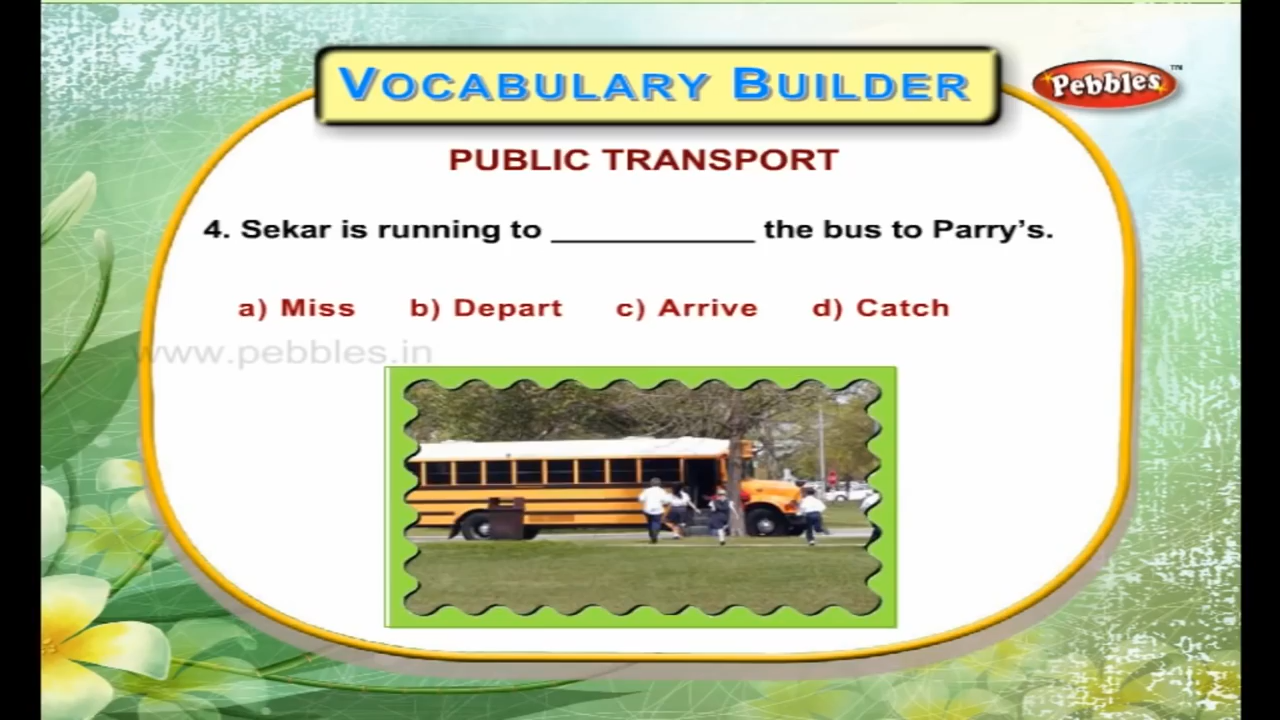 VOCABULARY BUILDER
Pebbles™
PUBLIC TRANSPORT
4. Sekar is running to ____________ the bus to Parry's.
a) Miss b) Depart c) Arrive d) Catch
www.pebbles.in